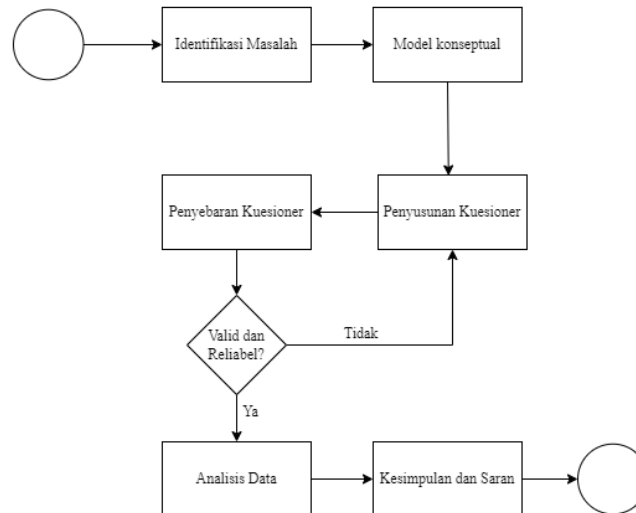 Identifikasi Masalah
Model konseptual
Penyusunan Kuesioner
Penyebaran Kuesioner
Valid dan
Reliabel?
Tidak
Ya
Analisis Data
Kesimpulan dan Saran